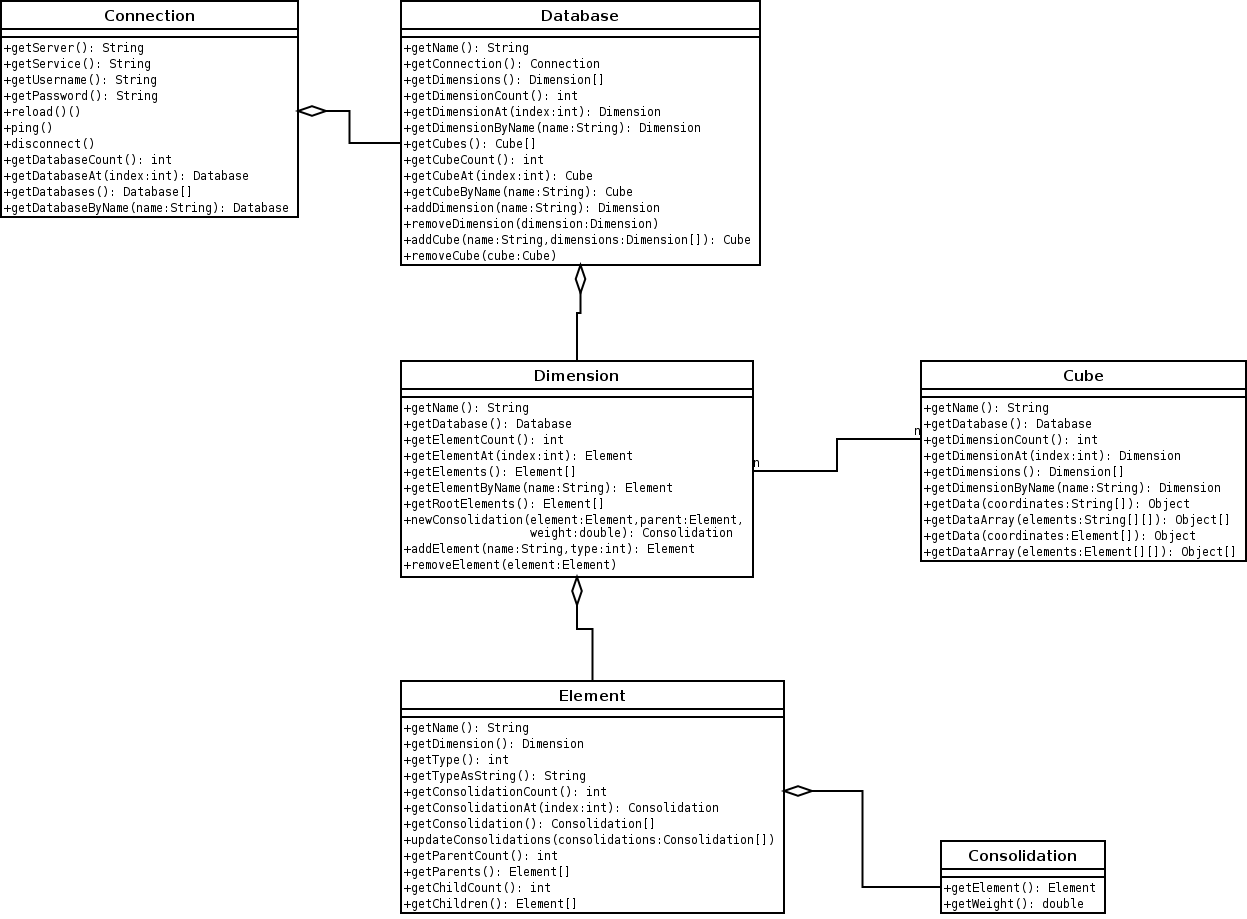 Connection
+getServer(): String
+getService(): String
+getUsername(): String
+getPassword(): String
+reload()()
+ping()
+disconnect()
+getDatabaseCount(): int
+getDatabaseAt(index:int): Database
+getDatabases(): Database[]
+getDatabaseByName(name:String): Database
Database
+getName(): String
+getConnection(): Connection
+getDimensions(): Dimension[]
+getDimensionCount(): int
+getDimensionAt(index:int): Dimension
+getDimensionByName(name:String): Dimension
+getCubes(): Cube[]
+getCubeCount(): int
+getCubeAt(index:int): Cube
+getCubeByName(name:String): Cube
+addDimension(name:String): Dimension
+removeDimension(dimension:Dimension)
+addCube(name:String,dimensions:Dimension[]): Cube
+removeCube(cube:Cube)
Dimension
+getName(): String
+getDatabase(): Database
+getElementCount(): int
+getElementAt(index:int): Element
+getElements(): Element[]
+getElementByName(name:String): Element
+getRootElements(): Element[]
+newConsolidation(element:Element,parent:Element,
weight:double): Consolidation
+addElement(name:String,type:int): Element
+removeElement(element:Element)
n
n
Cube
+getName(): String
+getDatabase(): Database
+getDimensionCount(): int
+getDimensionAt(index:int): Dimension
+getDimensions(): Dimension[]
+getDimensionByName(name:String): Dimension
+getData(coordinates:String[]): Object
+getDataArray(elements:String[][]): Object[]
+getData(coordinates:Element[]): Object
+getDataArray(elements:Element[][]): Object[]
Element
+getName(): String
+getDimension(): Dimension
+getType(): int
+getTypeAsString(): String
+getConsolidationCount(): int
+getConsolidationAt(index:int): Consolidation
+getConsolidation(): Consolidation[]
+updateConsolidations(consolidations:Consolidation[])
+getParentCount(): int
+getParents(): Element[]
+getChildCount(): int
+getChildren(): Element[]
Consolidation
+getElement(): Element
+getWeight(): double